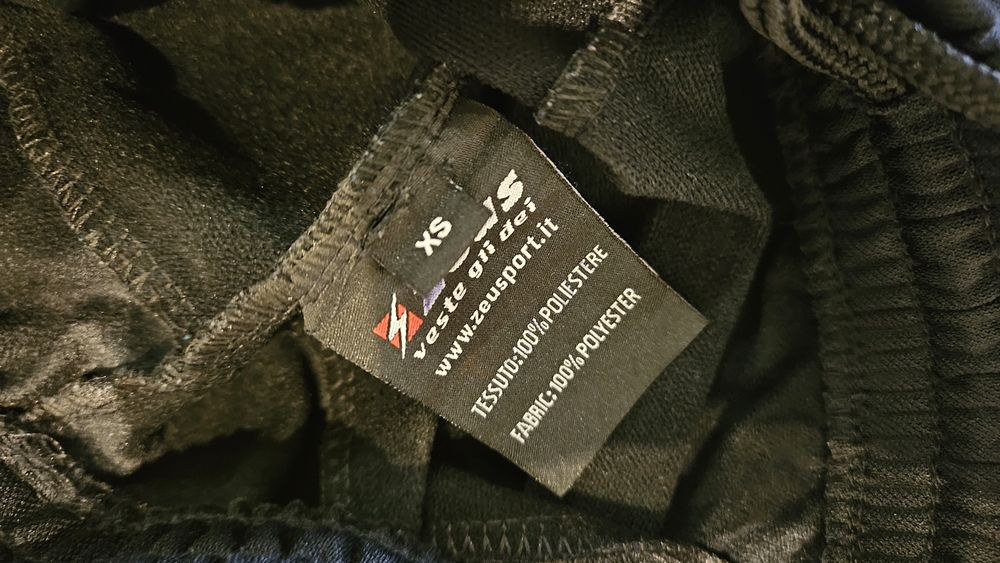 XS
veste gli dei
www.zeusport.it
TESSUTO:100%POLIESTERE
FABRIC:100%POLYESTER